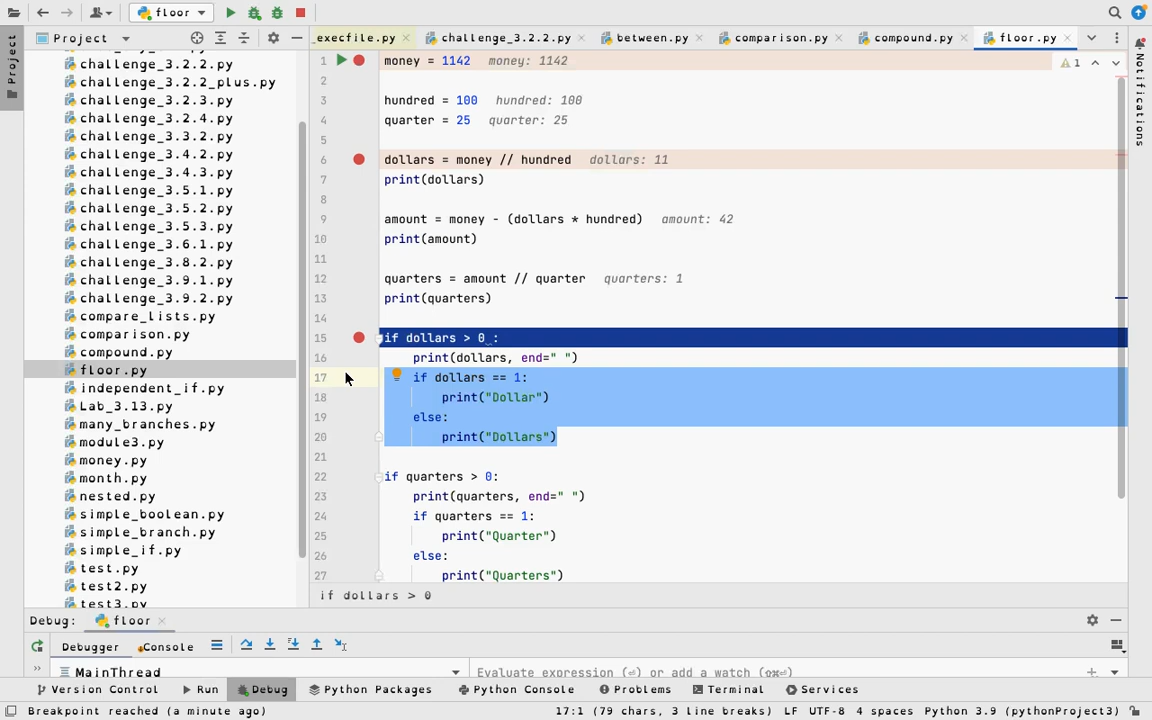 floor
Project
Project
execfile.py
challenge_3.2.2.py
between.py
comparison.py
compound.py
floor.py
Notifications
challenge_3.2.2.py
challenge_3.2.2_plus.py
challenge_3.2.3.py
challenge_3.2.4.py
challenge_3.3.2.py
challenge_3.4.2.py
challenge_3.4.3.py
challenge_3.5.1.py
challenge_3.5.2.py
challenge_3.5.3.py
challenge_3.6.1.py
challenge_3.8.2.py
challenge_3.9.1.py
challenge_3.9.2.py
compare_lists.py
comparison.py
compound.py
floor.py
independent_if.py
Lab_3.13.py
many_branches.py
module3.py
money.py
month.py
nested.py
simple_boolean.py
simple_branch.py
simple_if.py
test.py
test2.py
test3.py
1 money = 1142 money: 1142
1
2
3 hundred = 100 hundred: 100
4 quarter = 25 quarter: 25
5
6 dollars = money // hundred dollars: 11
7 print(dollars)
8
9 amount = money - (dollars * hundred) amount: 42
10 print(amount)
11
12 quarters = amount // quarter quarters: 1
13 print(quarters)
14
15 if dollars > 0 :
16 print(dollars, end=" ")
17 if dollars == 1:
18 print("Dollar")
19 else:
20 print("Dollars")
21
22 if quarters > 0:
23 print(quarters, end=" ")
24 if quarters == 1:
25 print("Quarter")
26 else:
27 print("Quarters")
if dollars > 0
Debug: floor
Debugger Console
MainThread
Evaluate expression (⏎) or add a watch (⇧⌘⏎)
Version Control Run Debug Python Packages Python Console Problems Terminal Services
Breakpoint reached (a minute ago) 17:1 (79 chars, 3 line breaks) LF UTF-8 4 spaces Python 3.9 (pythonProject3)